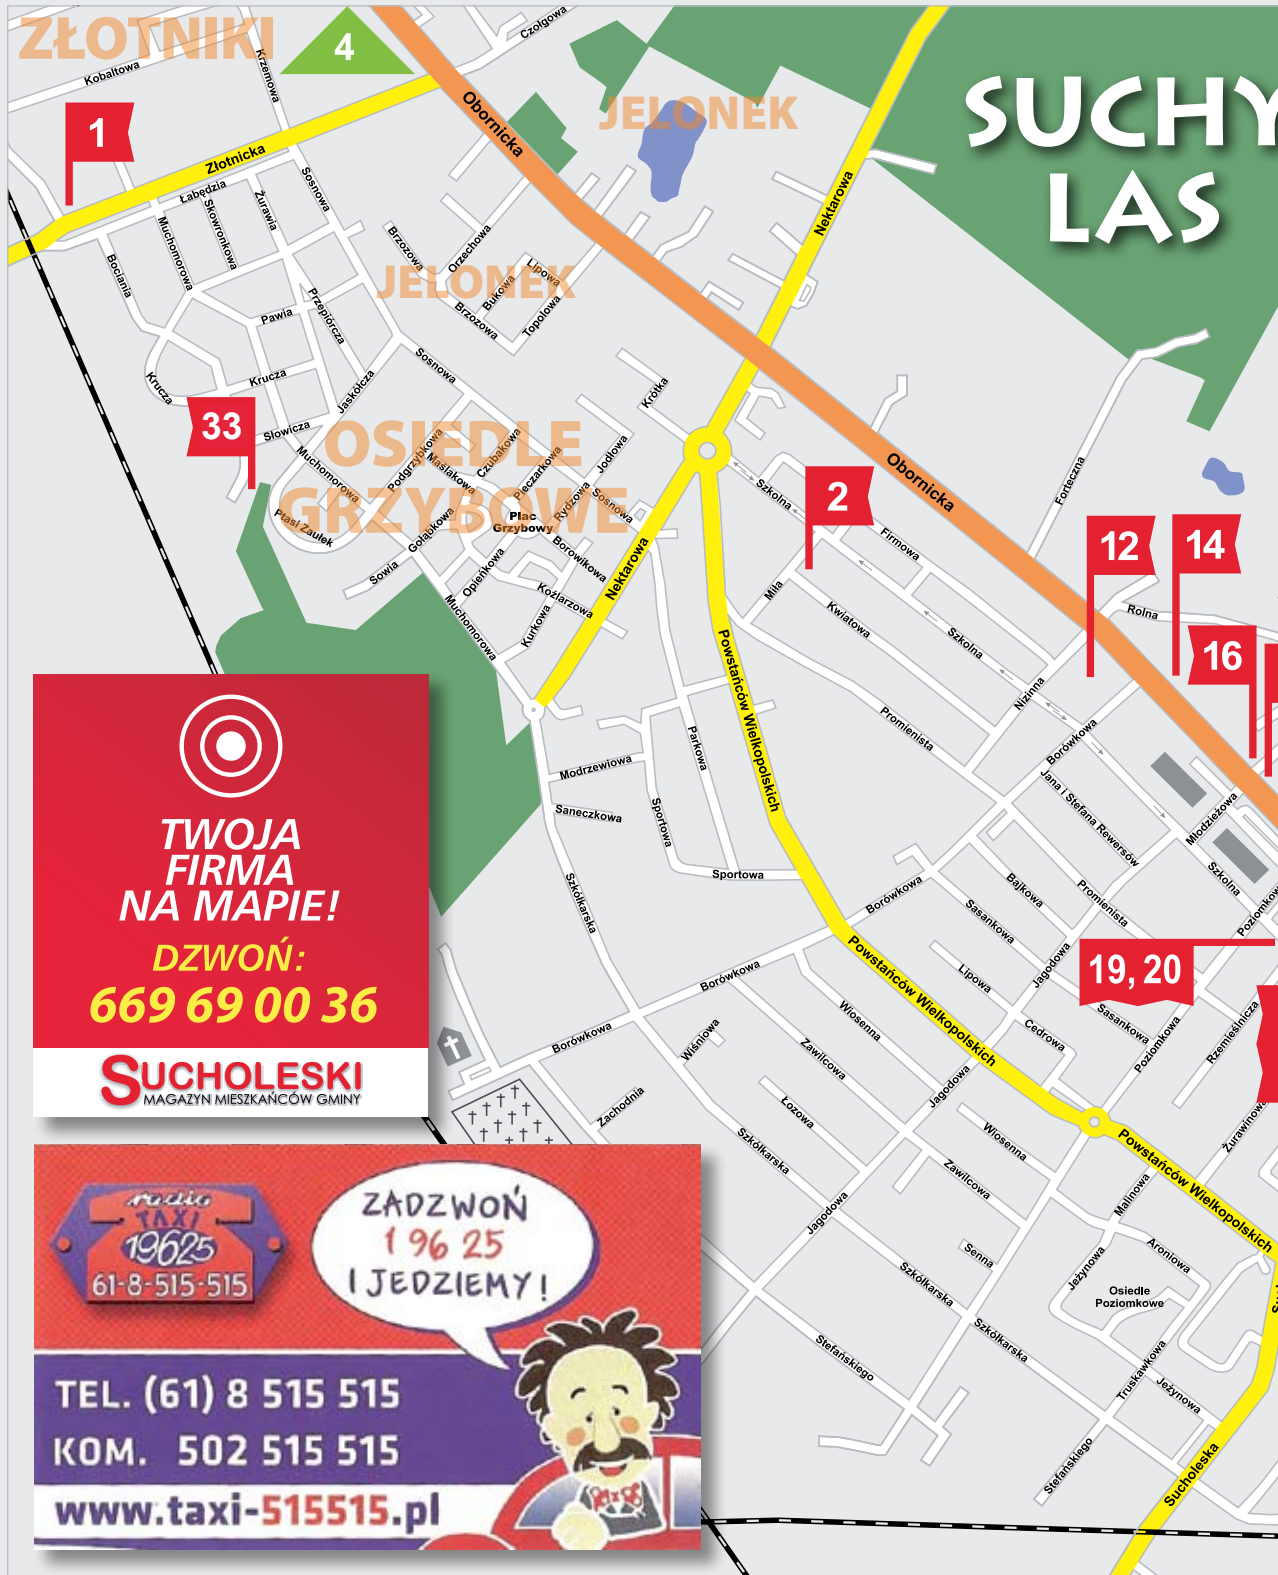 ZŁOTNIKI
Kobaltowa
Krzemowa
4
Czołgowa
Obornicka
JELONEK
SUCHY
LAS
1
Złotnicka
Łabędzia
Sosnowa
Żurawia
Skowronkowa
Muchomorowa
Bociania
Nektarowa
Brzozowa
Orzechowa
JELONEK
Lipowa
Bukowa
Topolowa
Brzozowa
Pawia
Przepiórcza
Krucza
Krucza
Jaskółcza
Sosnowa
Krótka
33
Słowicza
OSIEDLE
GRZYBOWE
Muchomorowa
Podgrzybkowa
Maślakowa
Czubakowa
Pieczarkowa
Jodłowa
Rydzowa
Sosnowa
Plac
Grzybowy
Ptasi Zaułek
Gołąbkowa
Sowia
Opieńkowa
Borowikowa
Koźlarzowa
Kurkowa
Muchomorowa
Nektarowa
Szkolna
2
Obornicka
Forteczna
Firmowa
12
14
Rolna
16
Miła
Kwiatowa
Szkolna
Nizinna
Powstańców Wielkopolskich
Promienista
Parkowa
Borówkowa
Jana i Stefana Rewersów
Młodzieżowa
Szkolna
Poziomkowa
Modrzewiowa
Saneczkowa
Sportowa
Sportowa
Szkółkarska
Borówkowa
Bajkowa
Promienista
Sasankowa
Jagodowa
19, 20
Sasankowa
Poziomkowa
Rzemieślnicza
Żurawinowa
Powstańców Wielkopolskich
Lipowa
Cedrowa
Borówkowa
Borówkowa
Wiosenna
Wiśniowa
Zawilcowa
Jagodowa
Zachodnia
Łozowa
Szkółkarska
Wiosenna
Zawilcowa
Powstańców Wielkopolskich
Malinowa
Jagodowa
Senna
Jeżynowa
Aroniowa
Osiedle
Poziomkowe
Szkółkarska
Szkółkarska
Stefańskiego
Truskawkowa
Jeżynowa
Stefańskiego
Sucholeska
TWOJA
FIRMA
NA MAPIE!
DZWOŃ:
669 69 00 36
SUCHOLESKI
MAGAZYN MIESZKAŃCÓW GMINY
radio
TAXI
19625
61-8-515-515
ZADZWOŃ
1 96 25
I JEDZIEMY!
TEL. (61) 8 515 515
KOM. 502 515 515
www.taxi-515515.pl